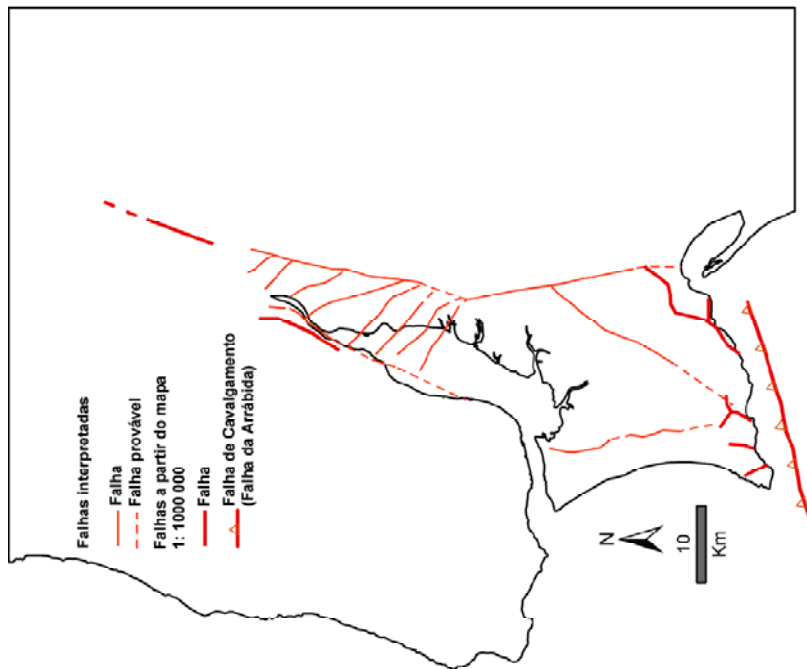 Falhas interpretadas
Falha
Falha provável
Falhas a partir do mapa
1: 1000 000
Falha
Falha de Cavalgamento
(Falha da Arrábida)
N
10
Km